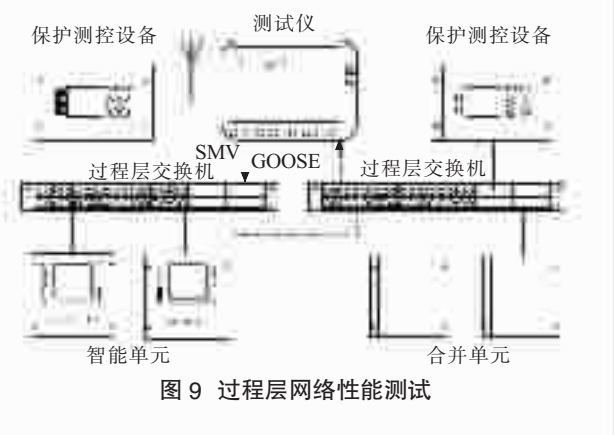 测试仪
保护测控设备
保护测控设备
SMV
GOOSE
过程层交换机
过程层交换机
智能单元
合并单元
图 9 过程层网络性能测试